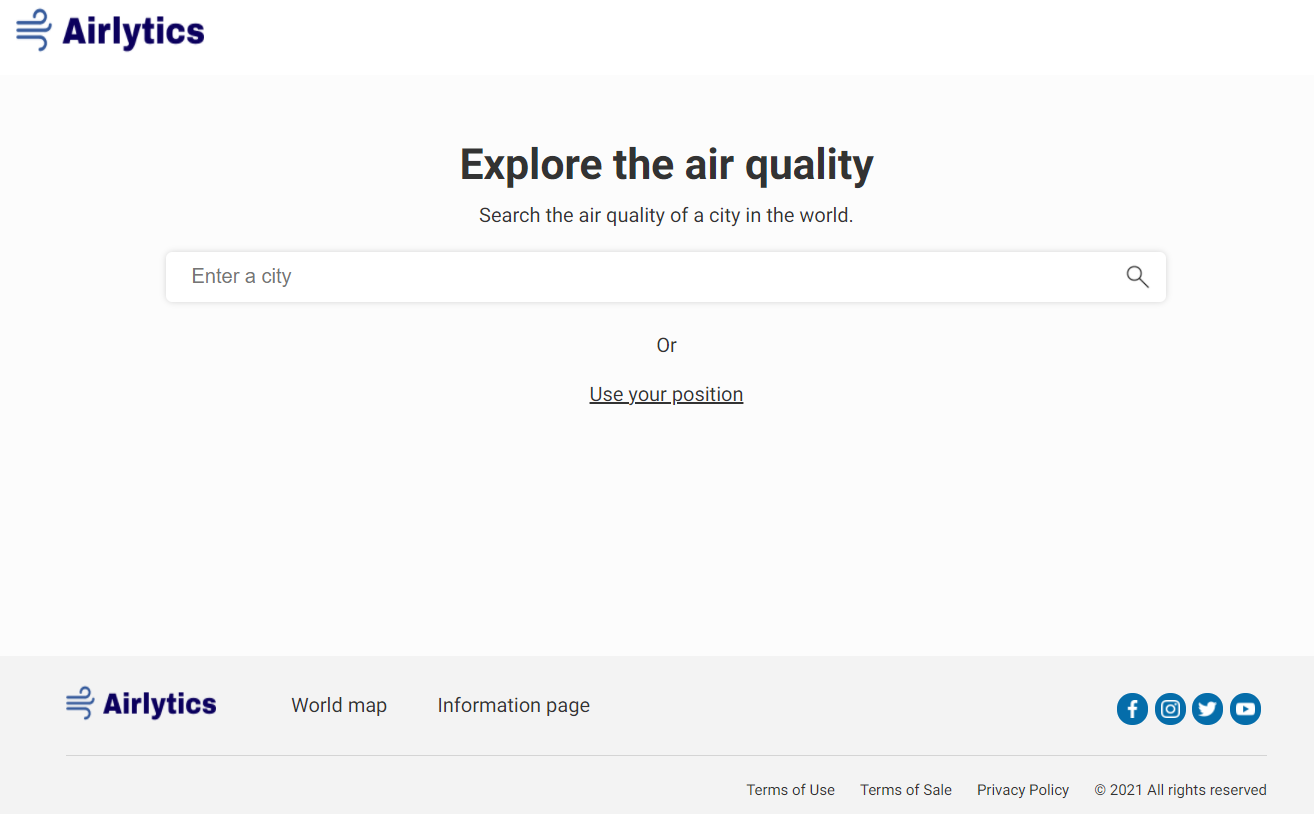 Airlytics
Explore the air quality
Search the air quality of a city in the world.
Enter a city
Or
Use your position
Airlytics
World map
Information page
Terms of Use
Terms of Sale
Privacy Policy
© 2021 All rights reserved